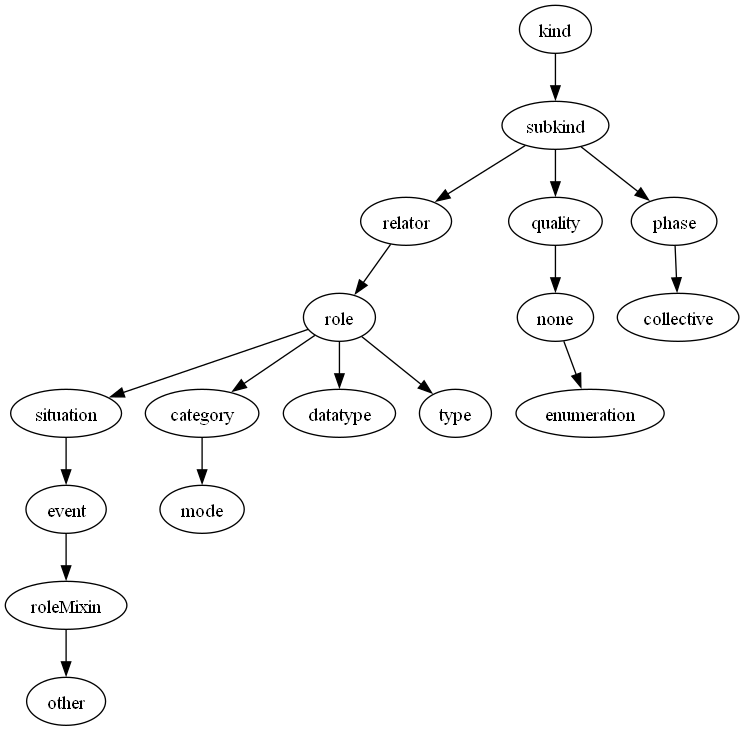 kind
subkind
relator
quality
phase
role
none
collective
situation
category
datatype
type
enumeration
event
mode
roleMixin
other